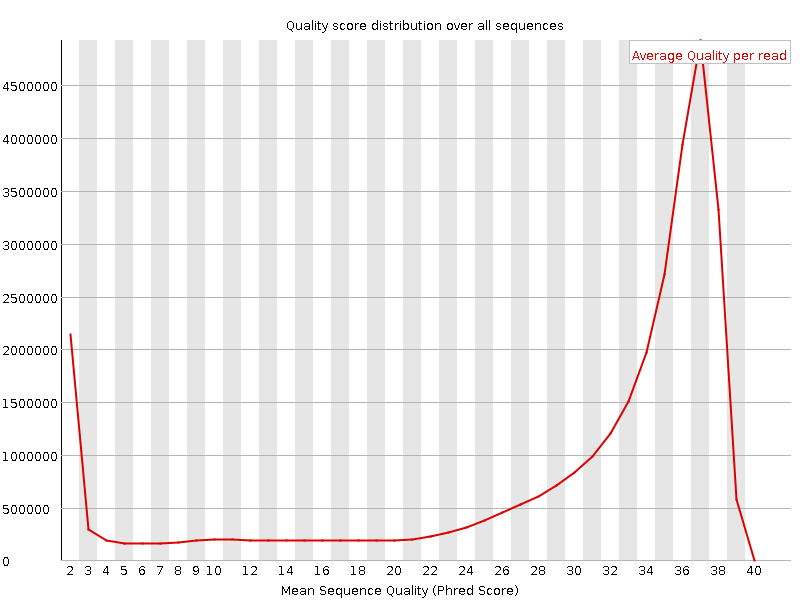 Quality score distribution over all sequences
Average Quality per read
4500000
4000000
3500000
3000000
2500000
2000000
1500000
1000000
500000
0
2 3 4 5 6 7 8 9 10 12 14 16 18 20 22 24 26 28 30 32 34 36 38 40
Mean Sequence Quality (Phred Score)